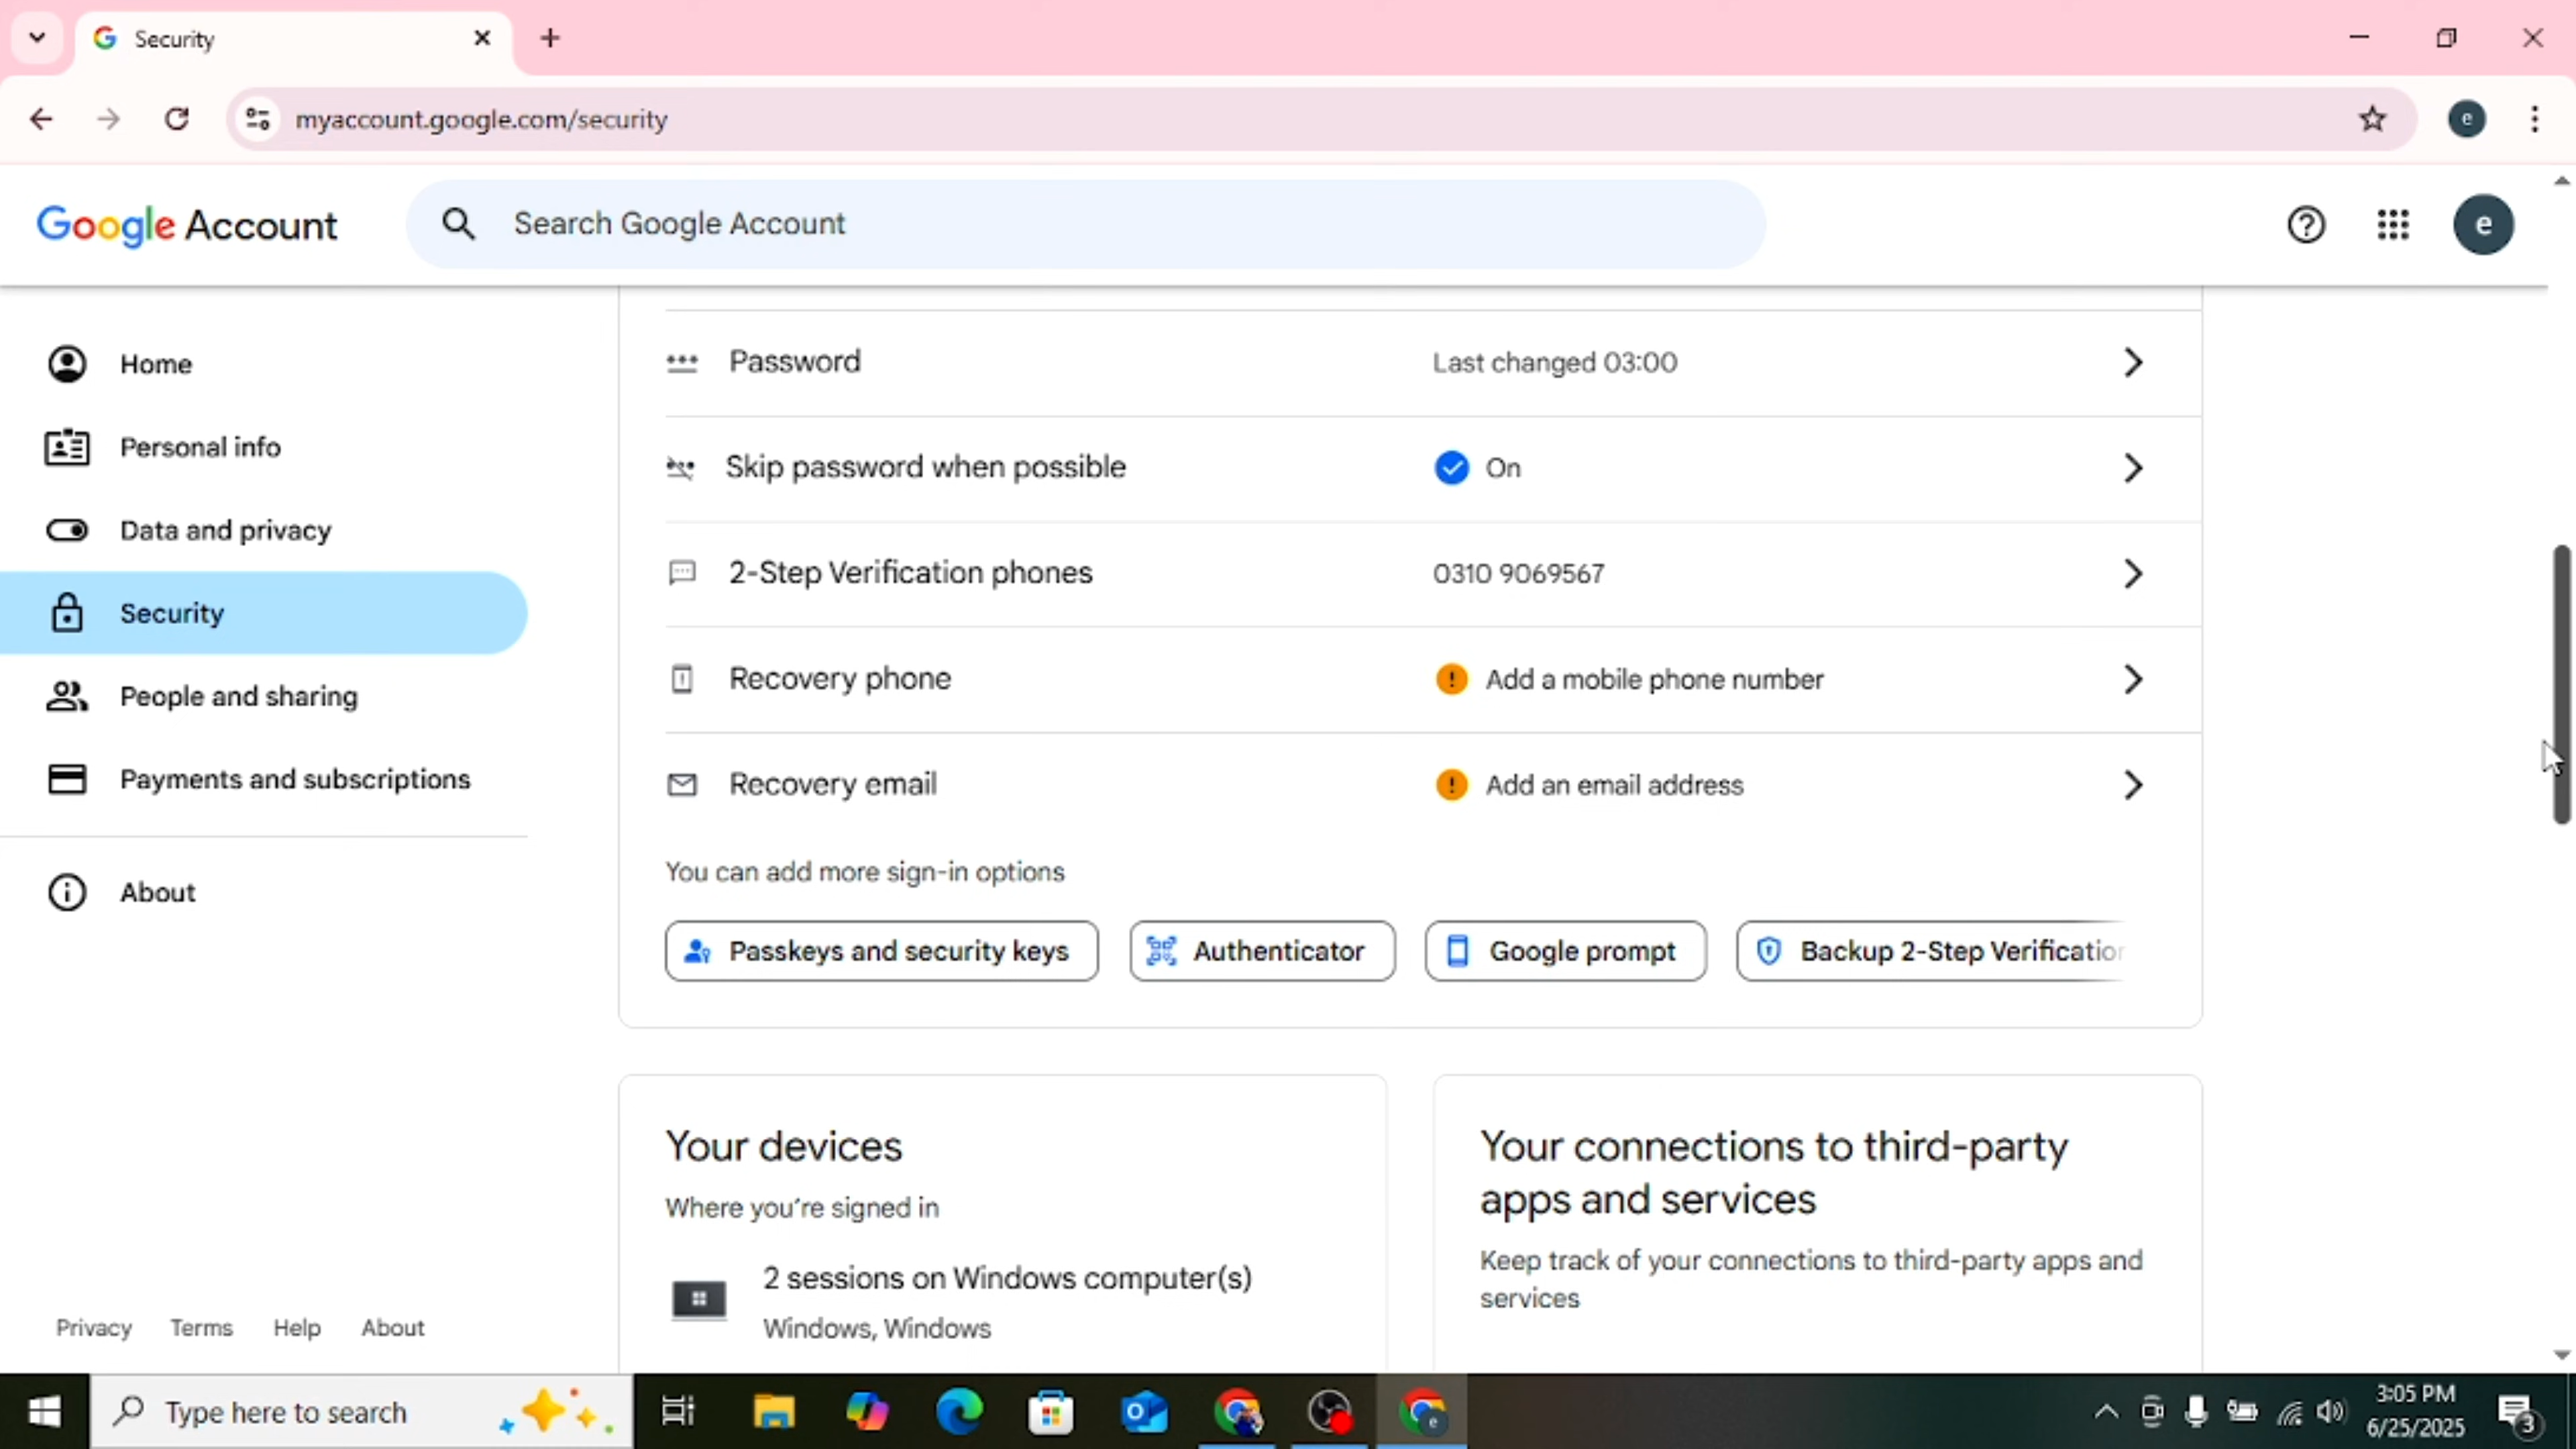 Security
myaccount.google.com/security
e
Google Account
Search Google Account
e
Home
Personal info
Data and privacy
Security
People and sharing
Payments and subscriptions
About
Privacy Terms Help About
Password Last changed 03:00
Skip password when possible On
2-Step Verification phones 0310 9069567
Recovery phone Add a mobile phone number
Recovery email Add an email address
You can add more sign-in options
Passkeys and security keys Authenticator Google prompt Backup 2-Step Verification
Your devices
Where you're signed in
2 sessions on Windows computer(s)
Windows, Windows
Your connections to third-party
apps and services
Keep track of your connections to third-party apps and
services
Type here to search
3:05 PM
6/25/2025
3